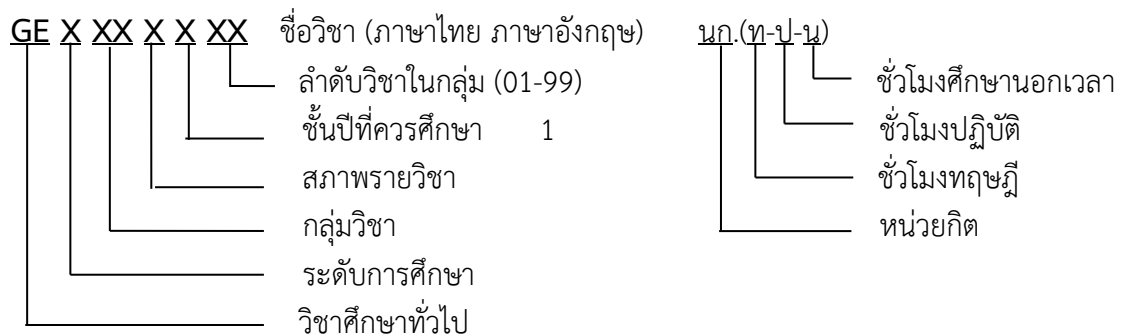 GE X XX X X XX ชื่อวิชา (ภาษาไทย ภาษาอังกฤษ) นก.(ท-ป-น)
ลำดับวิชาในกลุ่ม (01-99) ชั่วโมงศึกษานอกเวลา
ชั้นปีที่ควรศึกษา 1 ชั่วโมงปฏิบัติ
สภาพรายวิชา ชั่วโมงทฤษฎี
กลุ่มวิชา หน่วยกิต
ระดับการศึกษา
วิชาศึกษาทั่วไป